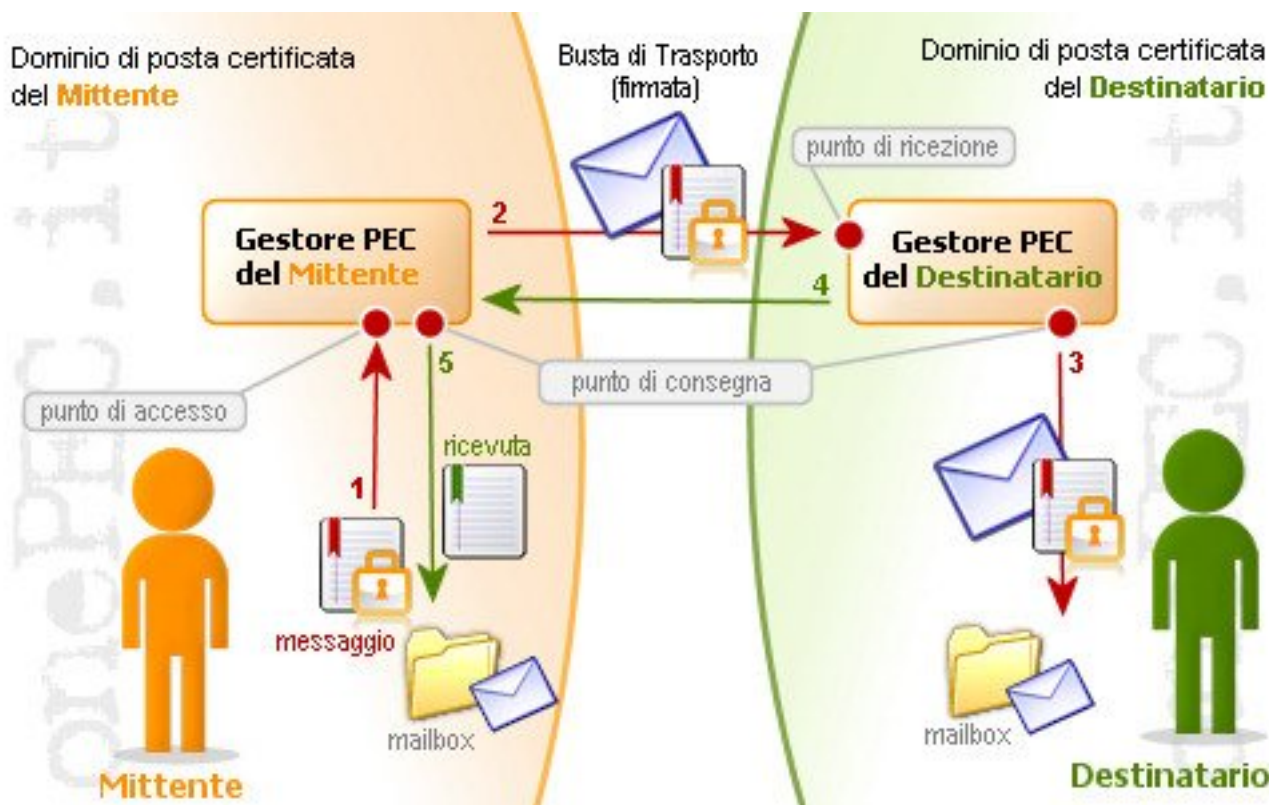 Dominio di posta certificata
del Mittente
Busta di Trasporto
(firmata)
Dominio di posta certificata
del Destinatario
punto di ricezione
Gestore PEC
del Mittente
2
4
Gestore PEC
del Destinatario
5
3
punto di consegna
punto di accesso
ricevuta
1
messaggio
mailbox
mailbox
Mittente
Destinatario